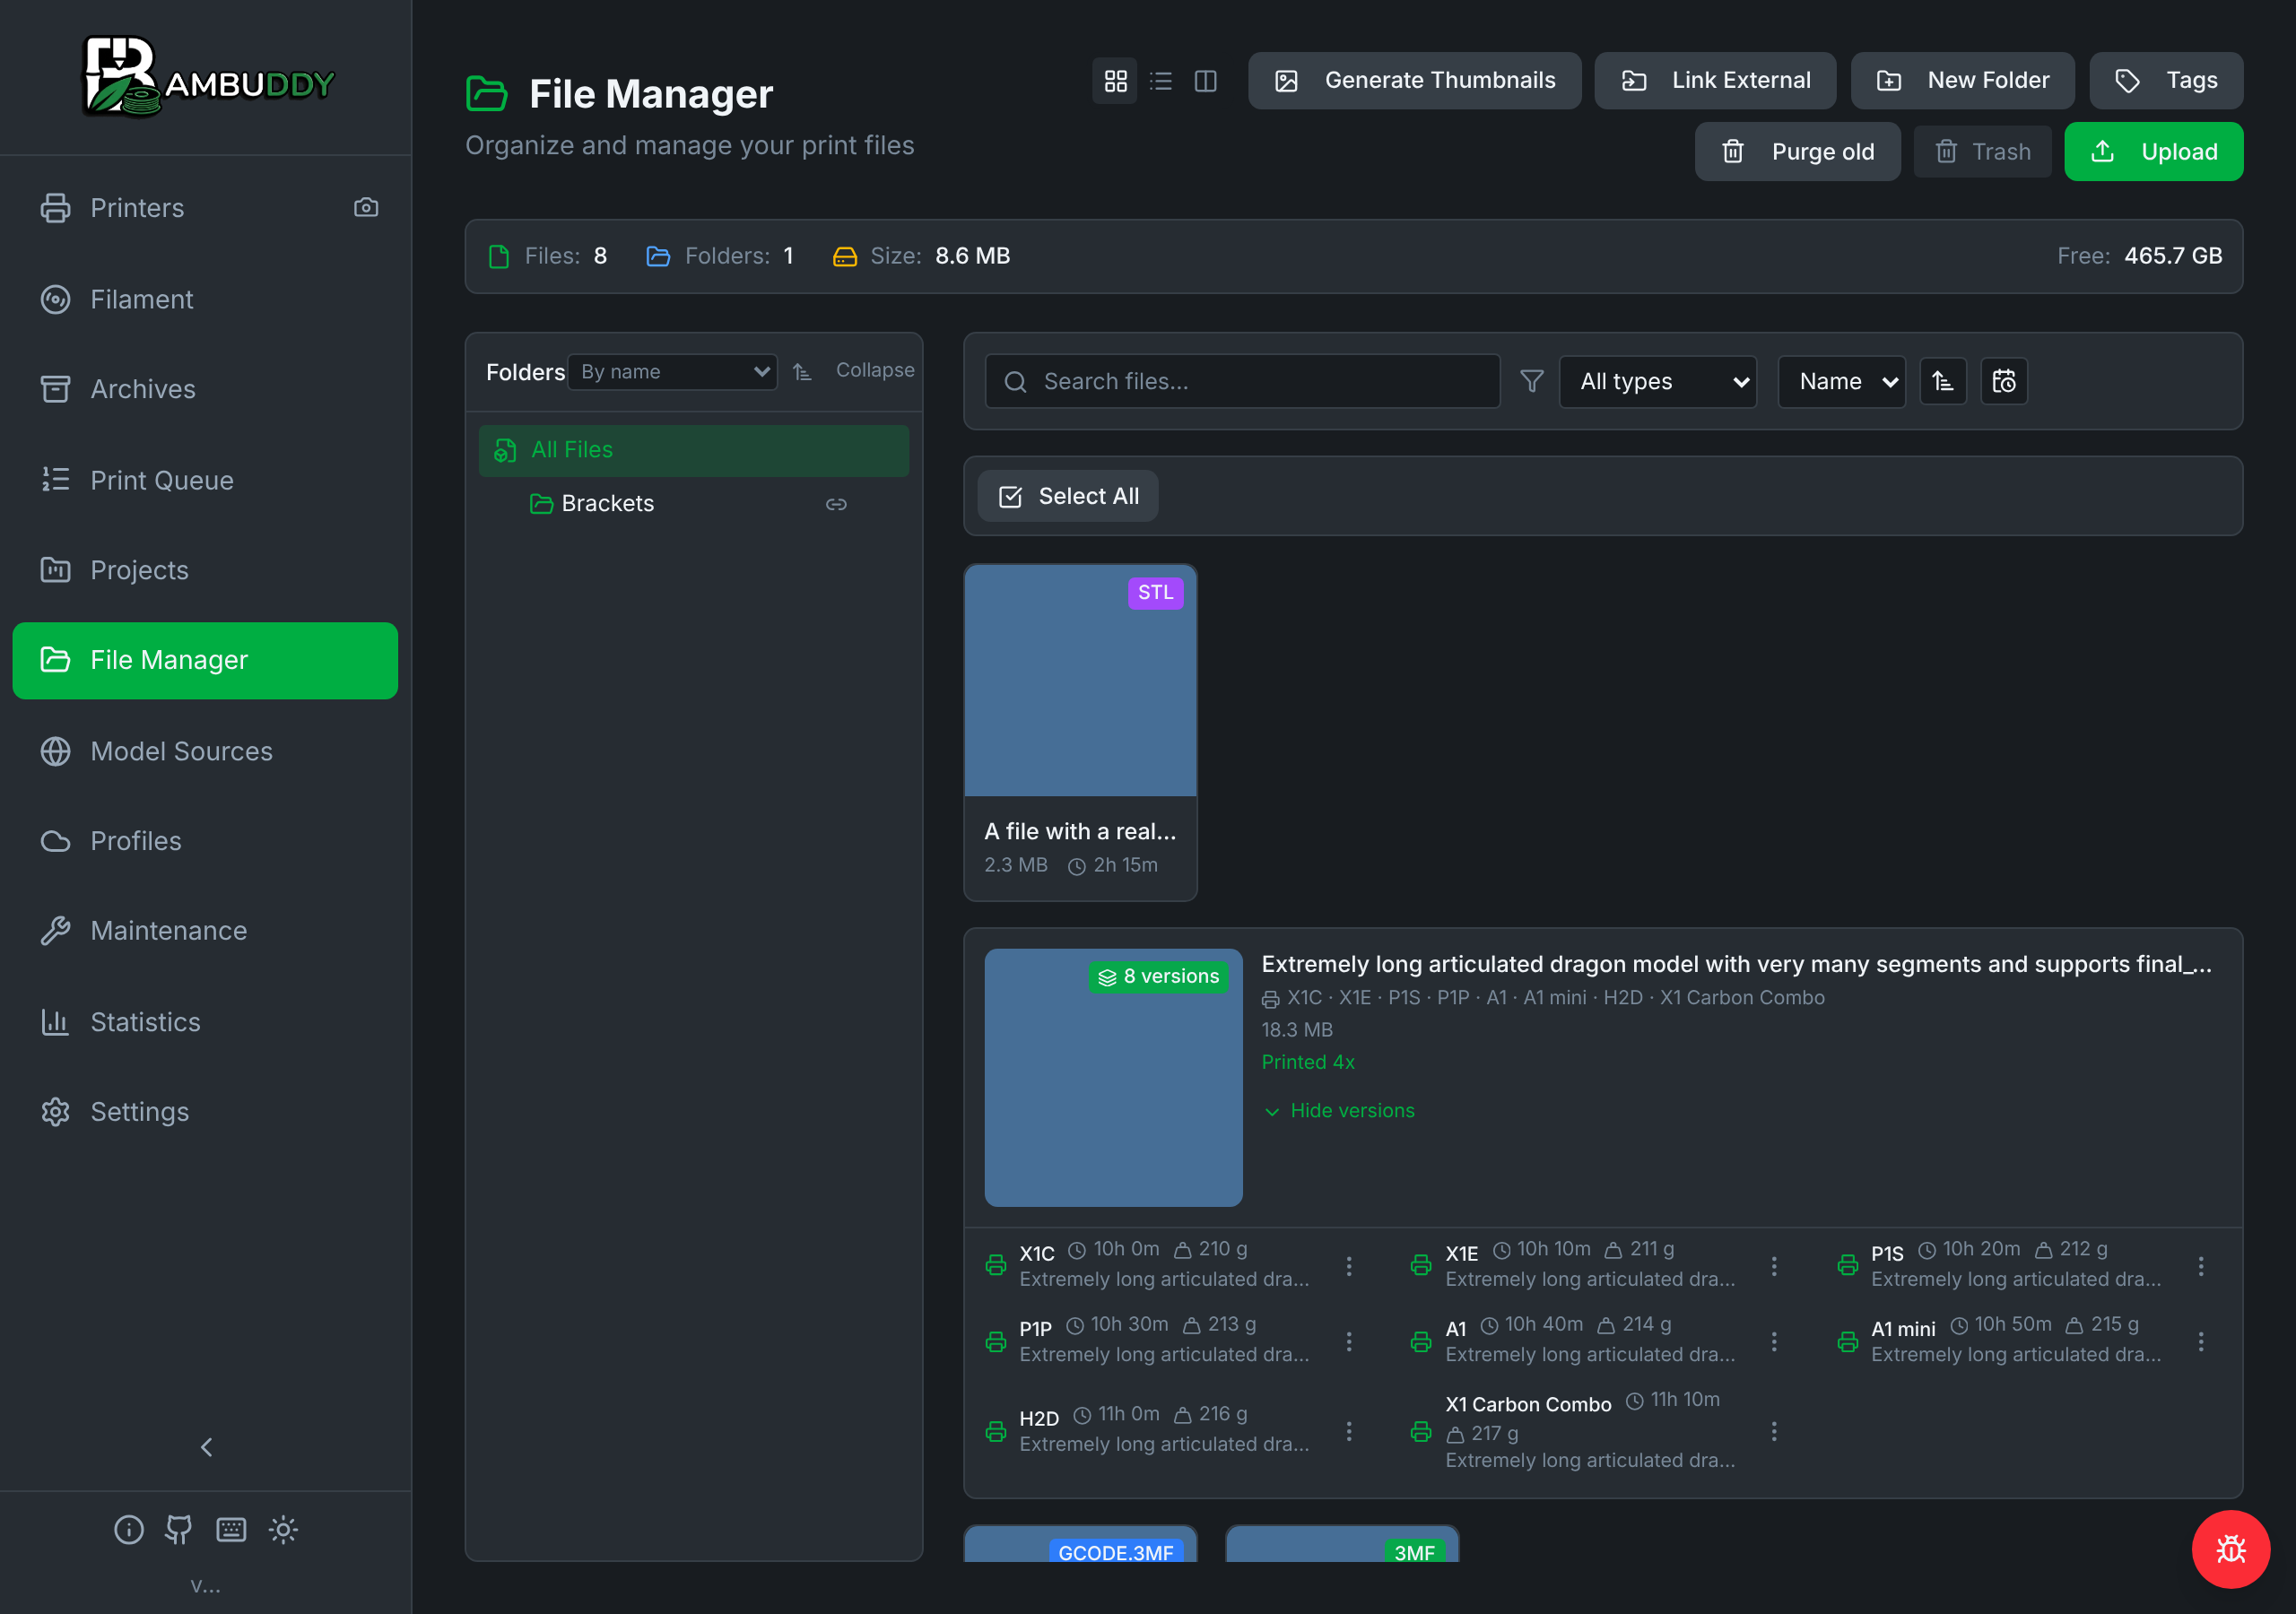 BAMBUDDY
Printers
Filament
Archives
Print Queue
Projects
File Manager
Model Sources
Profiles
Maintenance
Statistics
Settings
v...
File Manager
Organize and manage your print files
Generate Thumbnails
Link External
New Folder
Tags
Purge old
Trash
Upload
Files: 8
Folders: 1
Size: 8.6 MB
Free: 465.7 GB
Folders
By name
Collapse
All Files
Brackets
Search files...
All types
Name
Select All
STL
A file with a real...
2.3 MB 2h 15m
8 versions
Extremely long articulated dragon model with very many segments and supports final_...
X1C · X1E · P1S · P1P · A1 · A1 mini · H2D · X1 Carbon Combo
18.3 MB
Printed 4x
Hide versions
X1C 10h 0m 210 g
Extremely long articulated dra...
X1E 10h 10m 211 g
Extremely long articulated dra...
P1S 10h 20m 212 g
Extremely long articulated dra...
P1P 10h 30m 213 g
Extremely long articulated dra...
A1 10h 40m 214 g
Extremely long articulated dra...
A1 mini 10h 50m 215 g
Extremely long articulated dra...
H2D 11h 0m 216 g
Extremely long articulated dra...
X1 Carbon Combo 11h 10m
217 g
Extremely long articulated dra...
GCODE.3MF
3MF